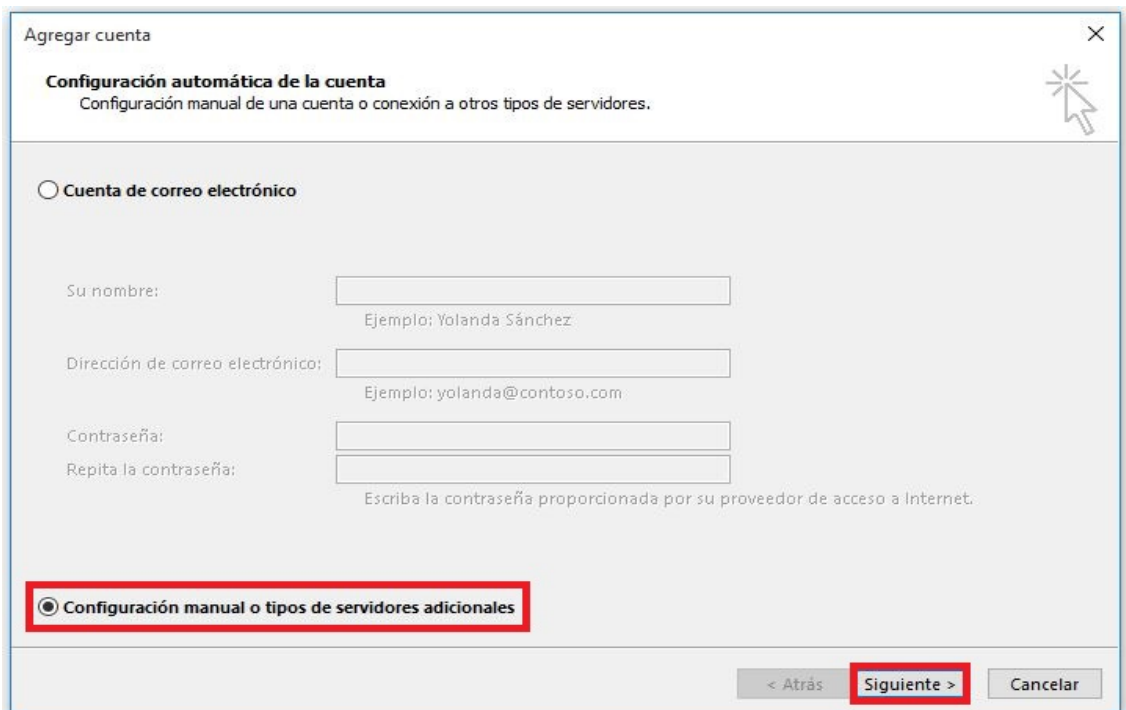 Agregar cuenta
Configuración automática de la cuenta
Configuración manual de una cuenta o conexión a otros tipos de servidores.
Cuenta de correo electrónico
Su nombre:
Ejemplo: Yolanda Sánchez
Dirección de correo electrónico:
Ejemplo: yolanda@contoso.com
Contraseña:
Repita la contraseña:
Escriba la contraseña proporcionada por su proveedor de acceso a Internet.
Configuración manual o tipos de servidores adicionales
< Atrás Siguiente > Cancelar